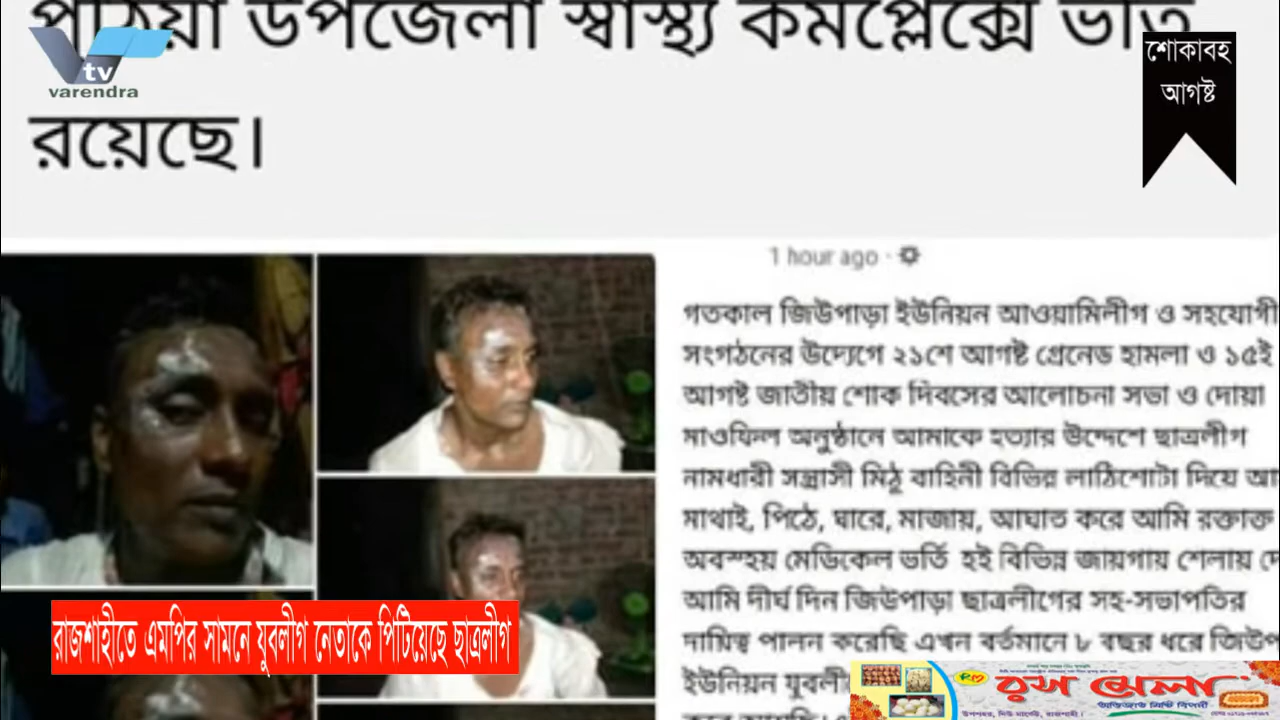 পুঠিয়া উপজেলা স্বাস্থ্য কমপ্লেক্সে ভর্তি
রয়েছে।
tv
varendra
শোকাবহ
আগষ্ট
1 hour ago
গতকাল জিউপাড়া ইউনিয়ন আওয়ামিলীগ ও সহযোগী
সংগঠনের উদ্যেগে ২১শে আগষ্ট গ্রেনেড হামলা ও ১৫ই
আগষ্ট জাতীয় শোক দিবসের আলোচনা সভা ও দোয়া
মাওফিল অনুষ্ঠানে আমাকে হত্যার উদ্দেশে ছাত্রলীগ
নামধারী সন্ত্রাসী মিঠু বাহিনী বিভিন্ন লাঠিশোটা দিয়ে
মাথাই, পিঠে, ঘারে, মাজায়, আঘাত করে আমি রক্তাক্ত
অবস্হয় মেডিকেল ভর্তি হই বিভিন্ন জায়গায় শেলায়
আমি দীর্ঘ দিন জিউপাড়া ছাত্রলীগের সহ-সভাপতির
দায়িত্ব পালন করেছি এখন বর্তমানে ৮ বছর ধরে
ইউনিয়ন
রাজশাহীতে এমপির সামনে যুবলীগ নেতাকে পিটিয়েছে ছাত্রলীগ